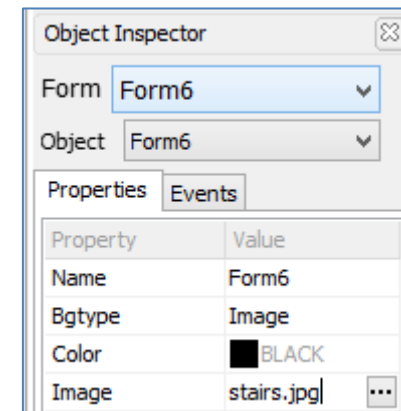 Object Inspector
Form Form6
Object Form6
Properties Events
Property Value
Name Form6
Bgtype Image
Color BLACK
Image stairs.jpg ...